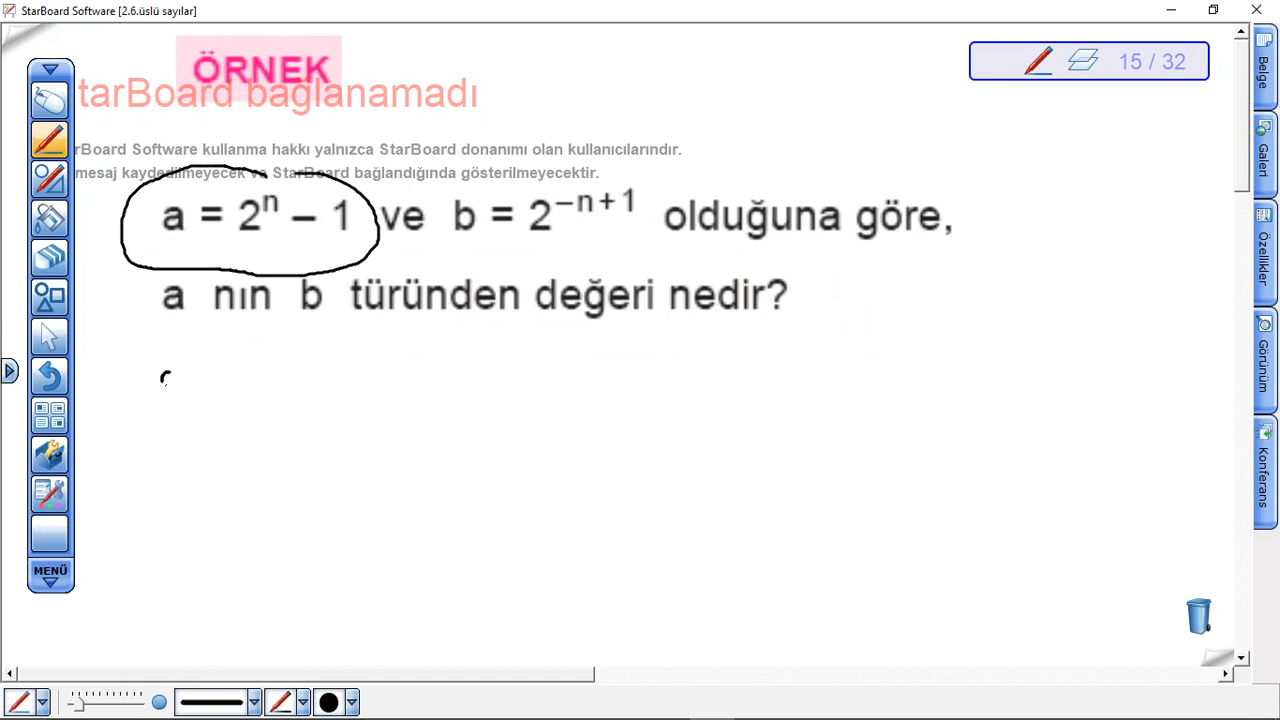 StarBoard Software [2.6.üslü sayılar]
ÖRNEK
15 / 32
tarBoard bağlanamadı
rBoard Software kullanma hakkı yalnızca StarBoard donanımı olan kullanıcılarındır.
mesaj kaydedilmeyecek ve StarBoard bağlandığında gösterilmeyecektir.
a = 2ⁿ − 1 ve b = 2⁻ⁿ⁺¹ olduğuna göre,
a nın b türünden değeri nedir?
MENÜ
Belge
Galeri
Özellikler
Görünüm
Konferans